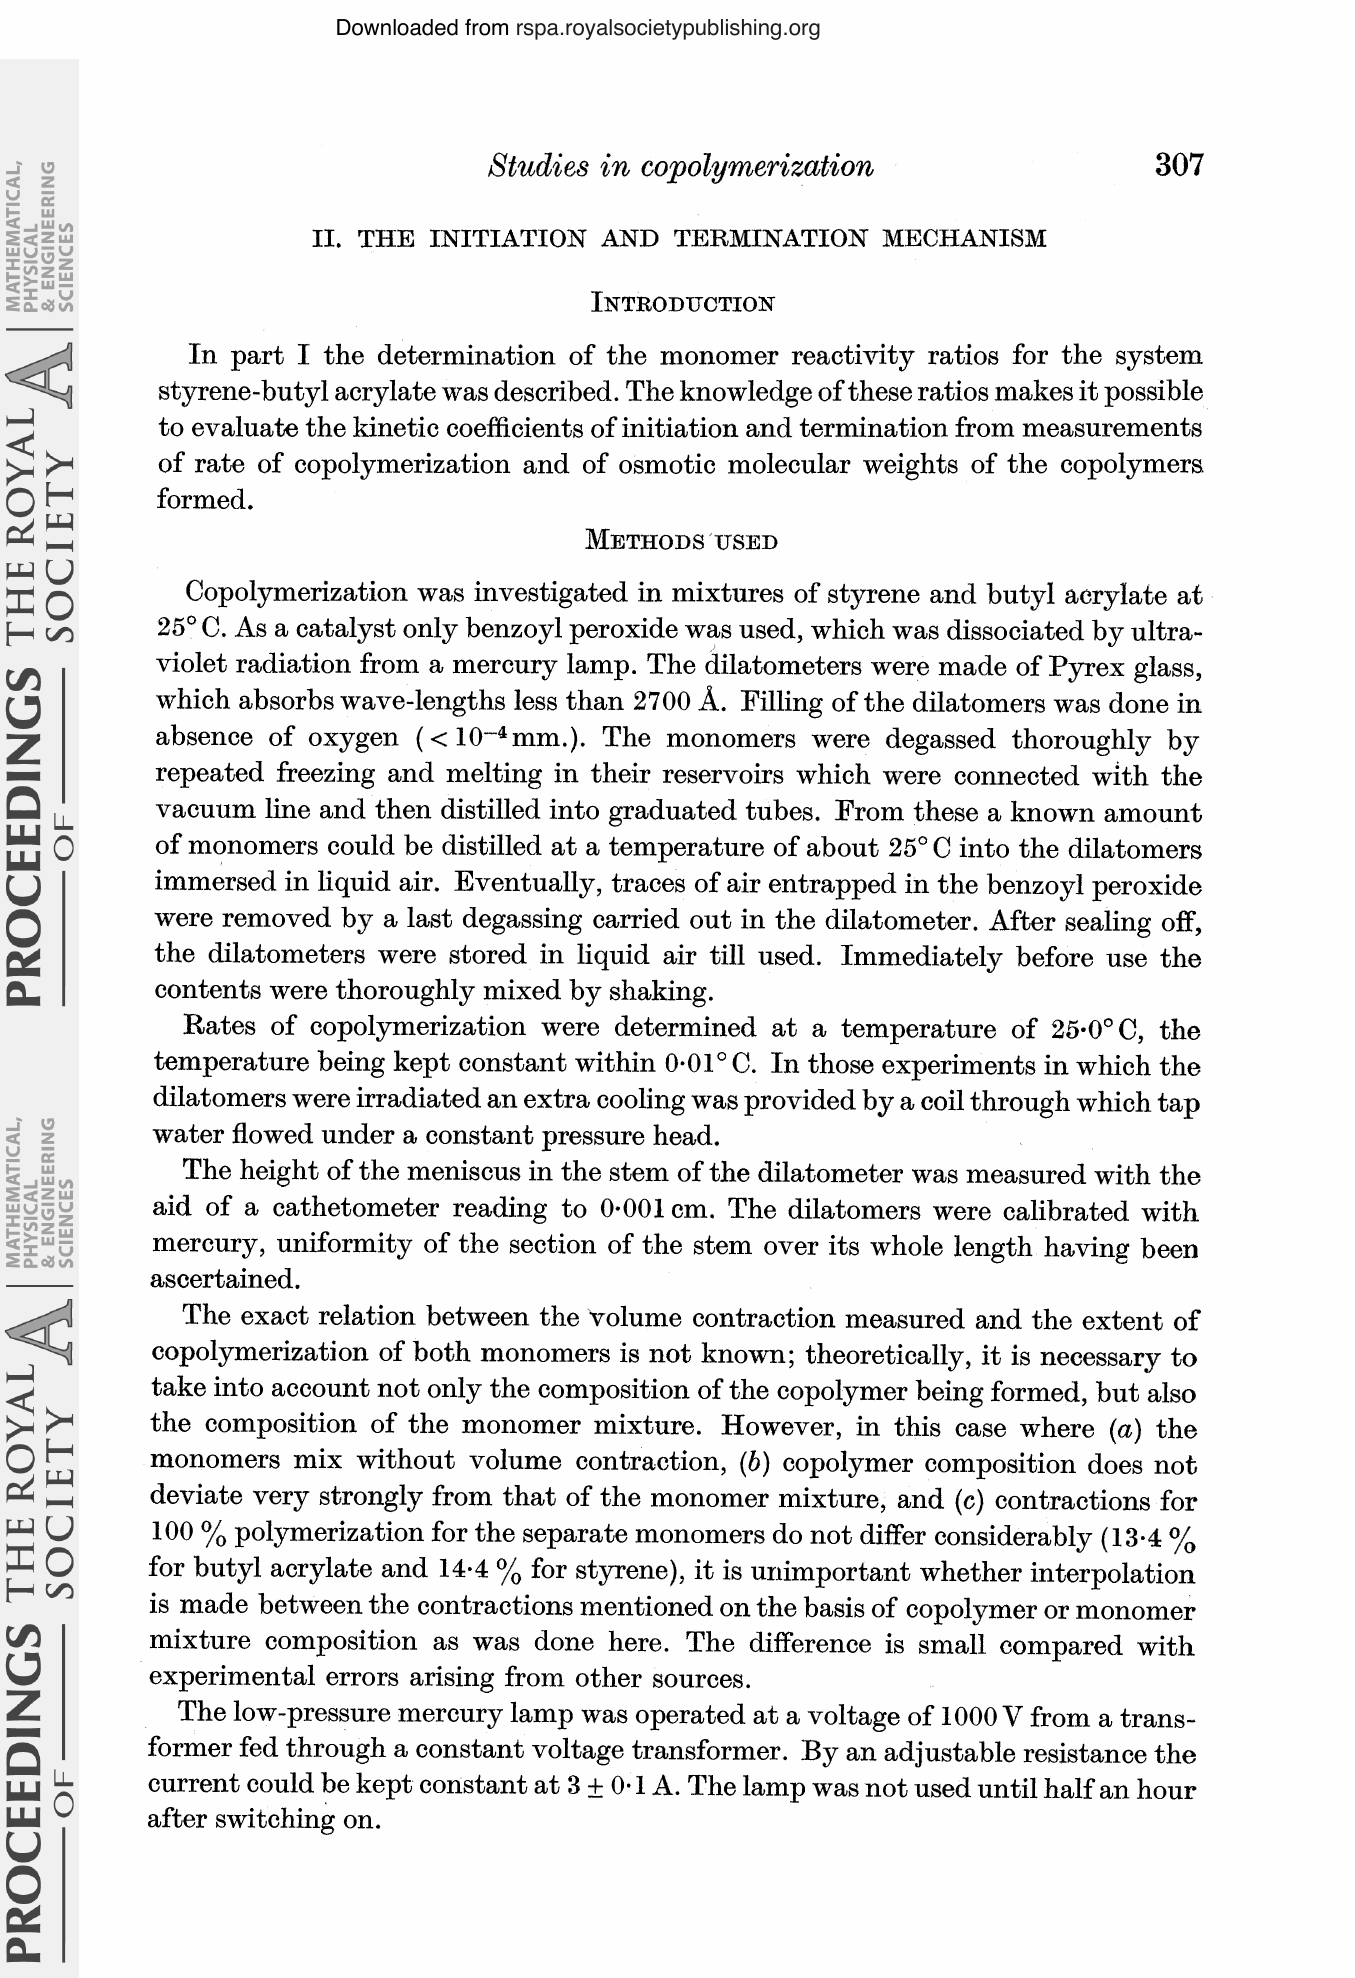 Downloaded from rspa.royalsocietypublishing.org
Studies in copolymerization 307
II. THE INITIATION AND TERMINATION MECHANISM
INTRODUCTION
In part I the determination of the monomer reactivity ratios for the system
styrene-butyl acrylate was described. The knowledge of these ratios makes it possible
to evaluate the kinetic coefficients of initiation and termination from measurements
of rate of copolymerization and of osmotic molecular weights of the copolymers
formed.
METHODS USED
Copolymerization was investigated in mixtures of styrene and butyl acrylate at
25° C. As a catalyst only benzoyl peroxide was used, which was dissociated by ultra-
violet radiation from a mercury lamp. The dilatometers were made of Pyrex glass,
which absorbs wave-lengths less than 2700 Å. Filling of the dilatomers was done in
absence of oxygen (< 10⁻⁴ mm.). The monomers were degassed thoroughly by
repeated freezing and melting in their reservoirs which were connected with the
vacuum line and then distilled into graduated tubes. From these a known amount
of monomers could be distilled at a temperature of about 25° C into the dilatomers
immersed in liquid air. Eventually, traces of air entrapped in the benzoyl peroxide
were removed by a last degassing carried out in the dilatometer. After sealing off,
the dilatometers were stored in liquid air till used. Immediately before use the
contents were thoroughly mixed by shaking.
Rates of copolymerization were determined at a temperature of 25·0° C, the
temperature being kept constant within 0·01° C. In those experiments in which the
dilatomers were irradiated an extra cooling was provided by a coil through which tap
water flowed under a constant pressure head.
The height of the meniscus in the stem of the dilatometer was measured with the
aid of a cathetometer reading to 0·001 cm. The dilatomers were calibrated with
mercury, uniformity of the section of the stem over its whole length having been
ascertained.
The exact relation between the volume contraction measured and the extent of
copolymerization of both monomers is not known; theoretically, it is necessary to
take into account not only the composition of the copolymer being formed, but also
the composition of the monomer mixture. However, in this case where (a) the
monomers mix without volume contraction, (b) copolymer composition does not
deviate very strongly from that of the monomer mixture, and (c) contractions for
100 % polymerization for the separate monomers do not differ considerably (13·4 %
for butyl acrylate and 14·4 % for styrene), it is unimportant whether interpolation
is made between the contractions mentioned on the basis of copolymer or monomer
mixture composition as was done here. The difference is small compared with
experimental errors arising from other sources.
The low-pressure mercury lamp was operated at a voltage of 1000 V from a trans-
former fed through a constant voltage transformer. By an adjustable resistance the
current could be kept constant at 3 ± 0·1 A. The lamp was not used until half an hour
after switching on.
MATHEMATICAL,
PHYSICAL
& ENGINEERING
SCIENCES
PROCEEDINGS THE ROYAL A
OF SOCIETY
MATHEMATICAL,
PHYSICAL
& ENGINEERING
SCIENCES
PROCEEDINGS THE ROYAL A
OF SOCIETY